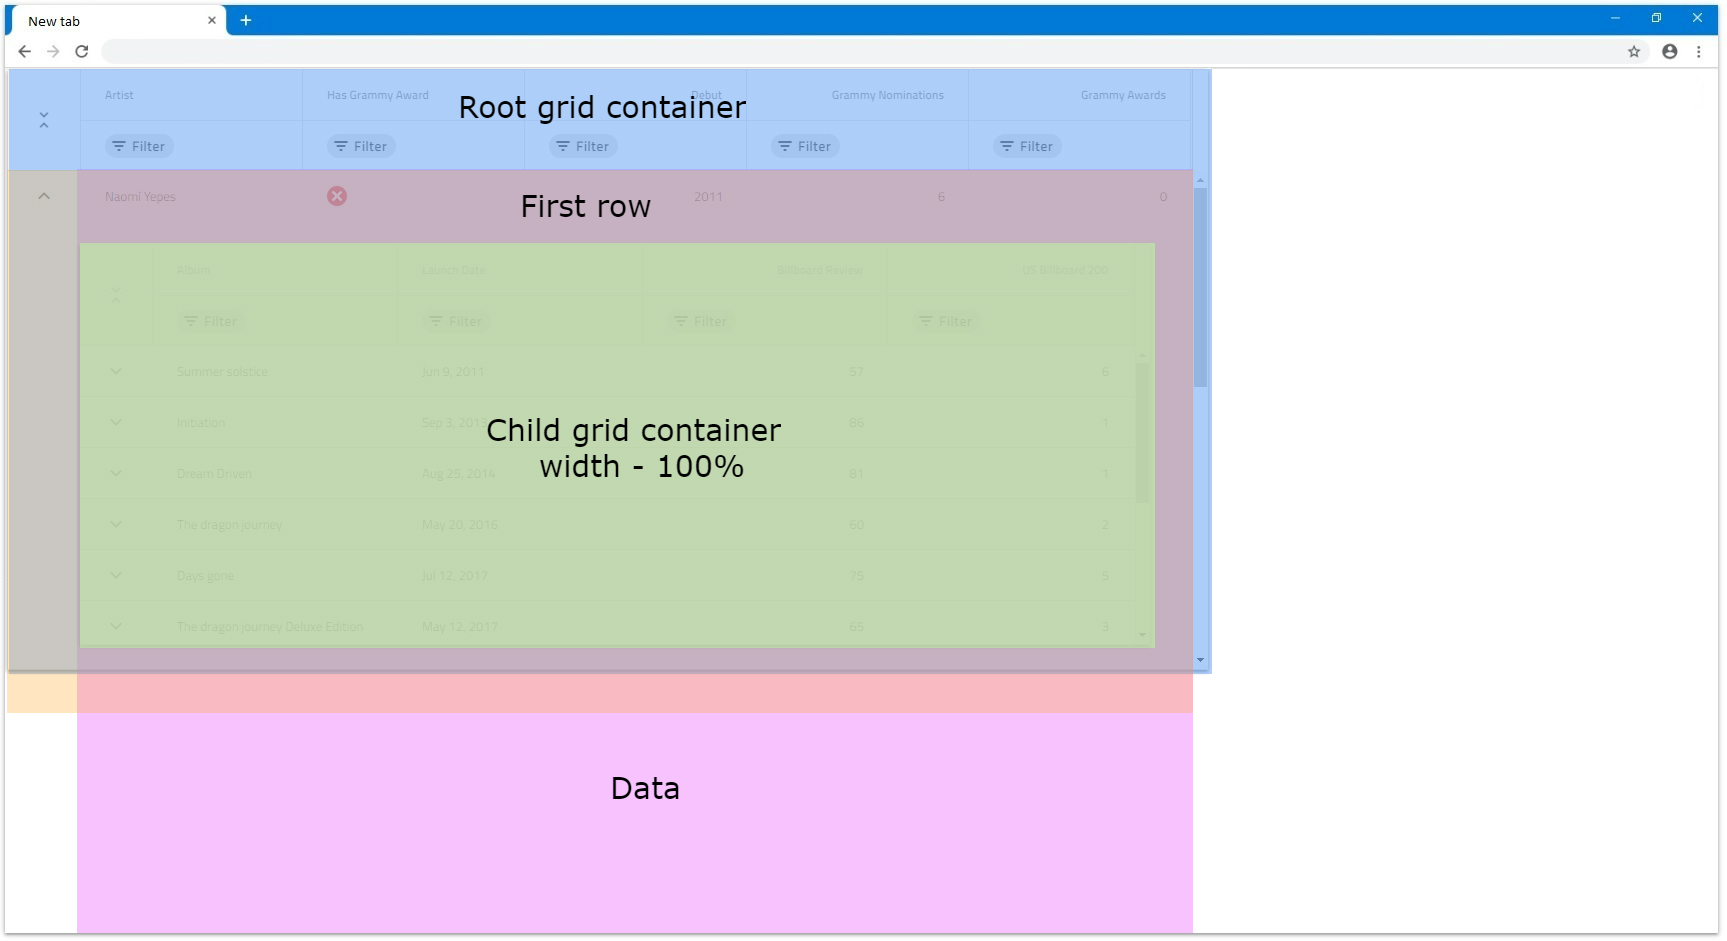 New tab
Artist Has Grammy Award Debut Grammy Nominations Grammy Awards
Root grid container
Filter Filter Filter Filter Filter
Naomi Yepes 2011 6 0
First row
Album Launch Date Billboard Review US Billboard 200
Filter Filter Filter Filter
Summer solstice Jun 9, 2011 57 6
Initiation Sep 3, 2013 86 1
Child grid container
width - 100%
Dream Driven Aug 25, 2014 81 1
The dragon journey May 20, 2016 60 2
Days gone Jul 12, 2017 75 5
The dragon journey Deluxe Edition May 12, 2017 65 3
Data